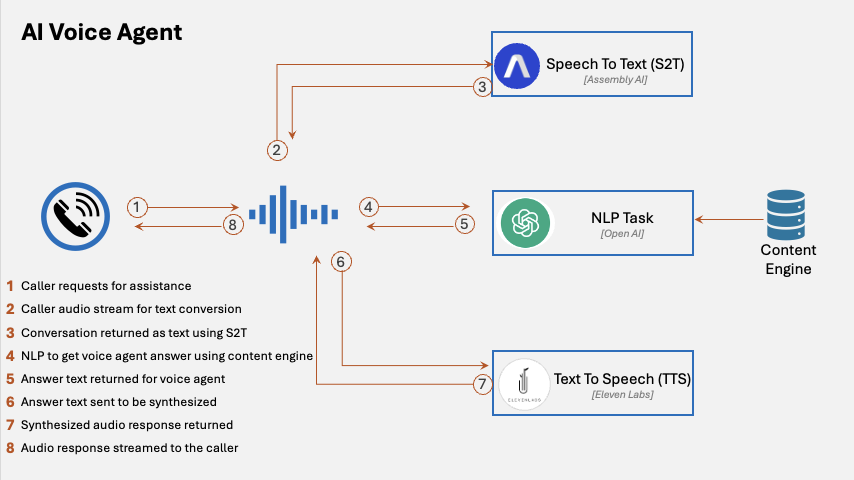 AI Voice Agent
Speech To Text (S2T)
[Assembly AI]
3
2
1
8
4
5
NLP Task
[Open AI]
Content
Engine
6
7
Text To Speech (TTS)
[Eleven Labs]
ELEVENLABS
1 Caller requests for assistance
2 Caller audio stream for text conversion
3 Conversation returned as text using S2T
4 NLP to get voice agent answer using content engine
5 Answer text returned for voice agent
6 Answer text sent to be synthesized
7 Synthesized audio response returned
8 Audio response streamed to the caller